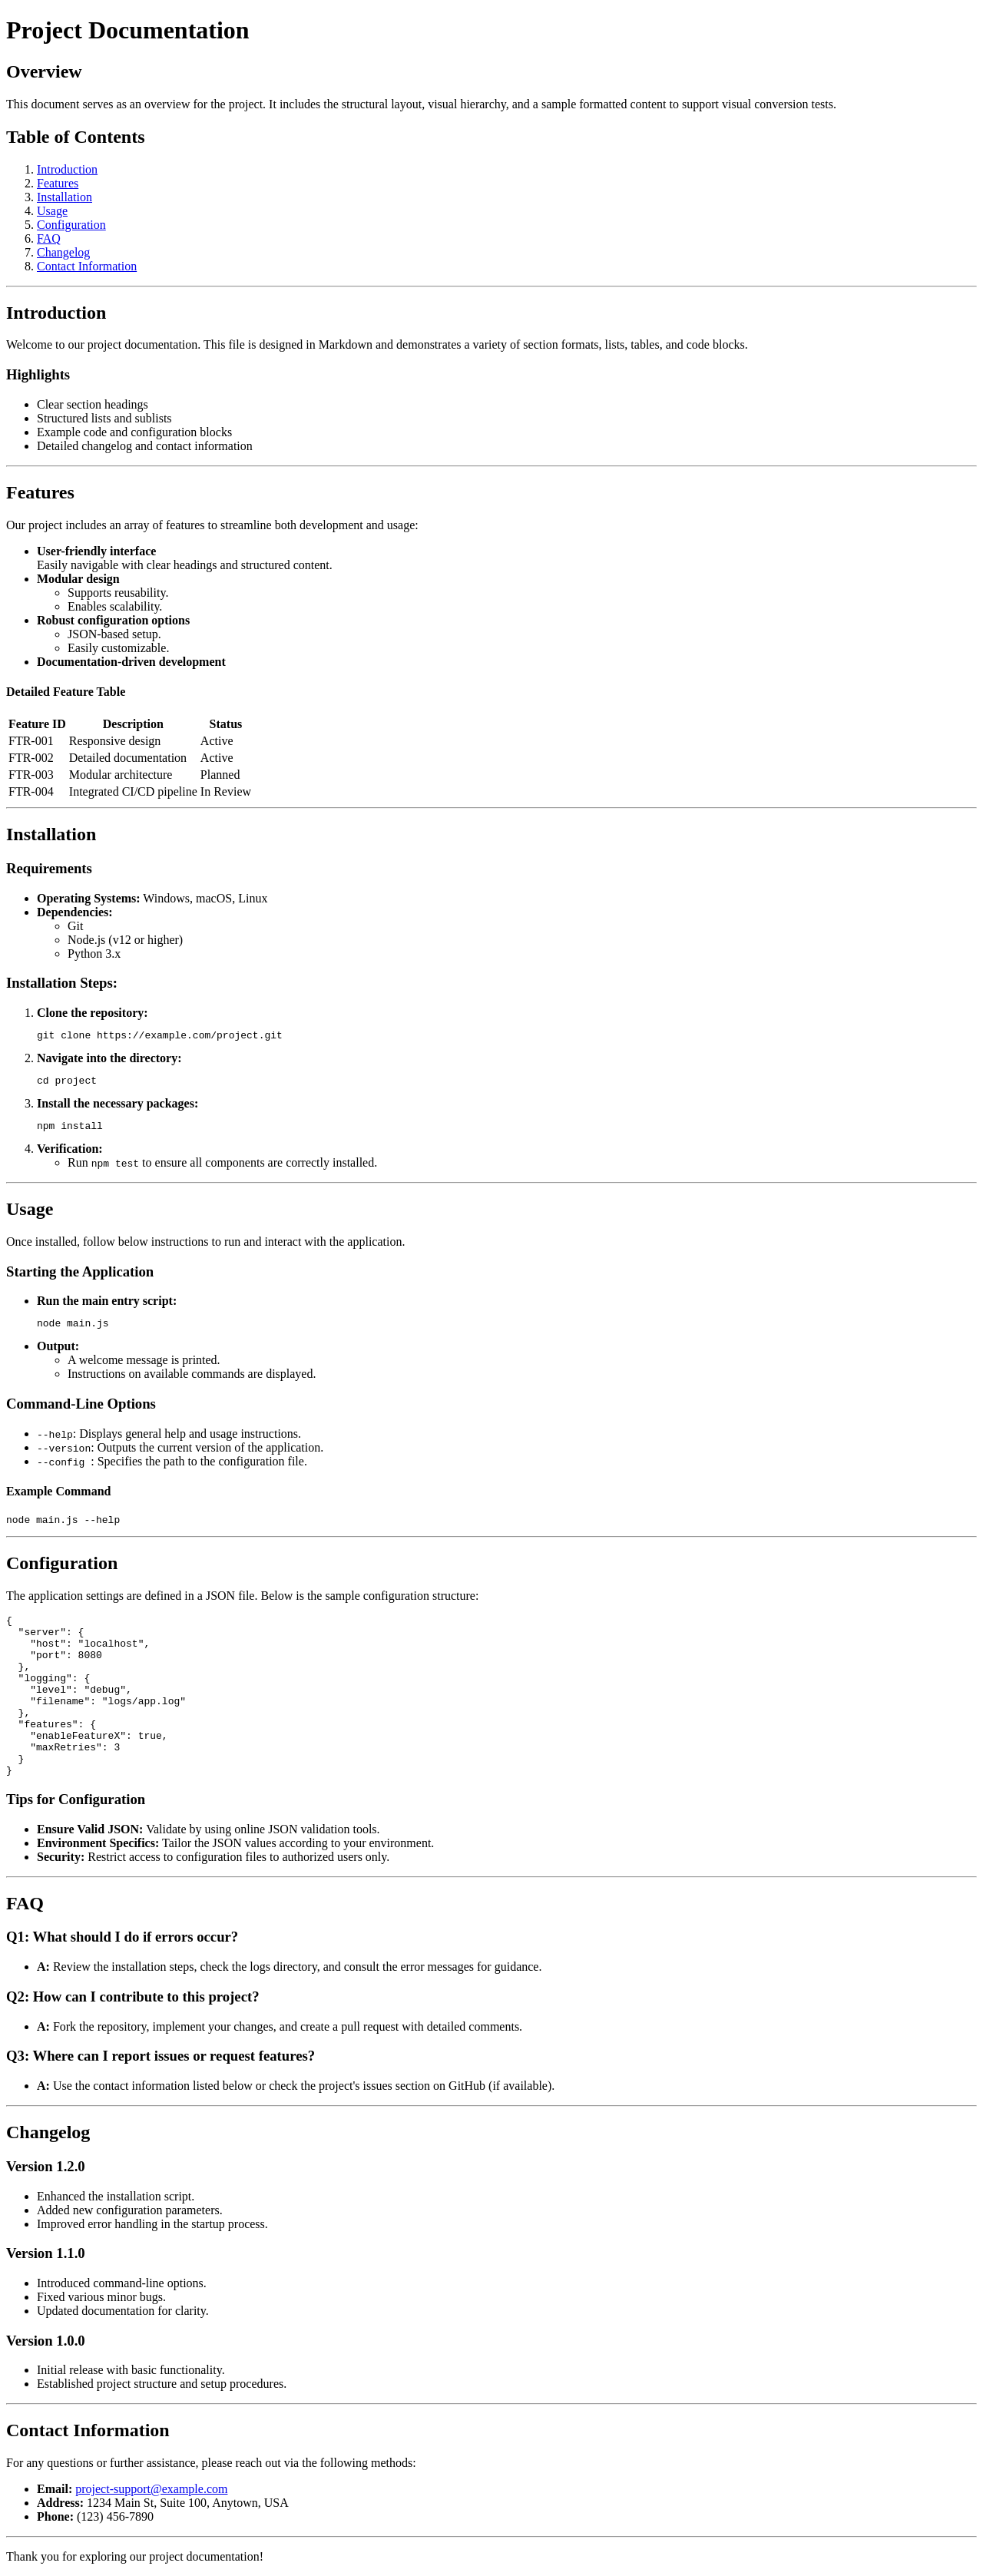 Project Documentation
Overview
This document serves as an overview for the project. It includes the structural layout, visual hierarchy, and a sample formatted content to support visual conversion tests.
Table of Contents
1. Introduction
2. Features
3. Installation
4. Usage
5. Configuration
6. FAQ
7. Changelog
8. Contact Information
Introduction
Welcome to our project documentation. This file is designed in Markdown and demonstrates a variety of section formats, lists, tables, and code blocks.
Highlights
• Clear section headings
• Structured lists and sublists
• Example code and configuration blocks
• Detailed changelog and contact information
Features
Our project includes an array of features to streamline both development and usage:
• User-friendly interface
Easily navigable with clear headings and structured content.
• Modular design
◦ Supports reusability.
◦ Enables scalability.
• Robust configuration options
◦ JSON-based setup.
◦ Easily customizable.
• Documentation-driven development
Detailed Feature Table
Feature ID Description Status
FTR-001 Responsive design Active
FTR-002 Detailed documentation Active
FTR-003 Modular architecture Planned
FTR-004 Integrated CI/CD pipeline In Review
Installation
Requirements
• Operating Systems: Windows, macOS, Linux
• Dependencies:
◦ Git
◦ Node.js (v12 or higher)
◦ Python 3.x
Installation Steps:
1. Clone the repository:
git clone https://example.com/project.git
2. Navigate into the directory:
cd project
3. Install the necessary packages:
npm install
4. Verification:
◦ Run npm test to ensure all components are correctly installed.
Usage
Once installed, follow below instructions to run and interact with the application.
Starting the Application
• Run the main entry script:
node main.js
• Output:
◦ A welcome message is printed.
◦ Instructions on available commands are displayed.
Command-Line Options
• --help: Displays general help and usage instructions.
• --version: Outputs the current version of the application.
• --config : Specifies the path to the configuration file.
Example Command
node main.js --help
Configuration
The application settings are defined in a JSON file. Below is the sample configuration structure:
{
  "server": {
    "host": "localhost",
    "port": 8080
  },
  "logging": {
    "level": "debug",
    "filename": "logs/app.log"
  },
  "features": {
    "enableFeatureX": true,
    "maxRetries": 3
  }
}
Tips for Configuration
• Ensure Valid JSON: Validate by using online JSON validation tools.
• Environment Specifics: Tailor the JSON values according to your environment.
• Security: Restrict access to configuration files to authorized users only.
FAQ
Q1: What should I do if errors occur?
• A: Review the installation steps, check the logs directory, and consult the error messages for guidance.
Q2: How can I contribute to this project?
• A: Fork the repository, implement your changes, and create a pull request with detailed comments.
Q3: Where can I report issues or request features?
• A: Use the contact information listed below or check the project's issues section on GitHub (if available).
Changelog
Version 1.2.0
• Enhanced the installation script.
• Added new configuration parameters.
• Improved error handling in the startup process.
Version 1.1.0
• Introduced command-line options.
• Fixed various minor bugs.
• Updated documentation for clarity.
Version 1.0.0
• Initial release with basic functionality.
• Established project structure and setup procedures.
Contact Information
For any questions or further assistance, please reach out via the following methods:
• Email: project-support@example.com
• Address: 1234 Main St, Suite 100, Anytown, USA
• Phone: (123) 456-7890
Thank you for exploring our project documentation!